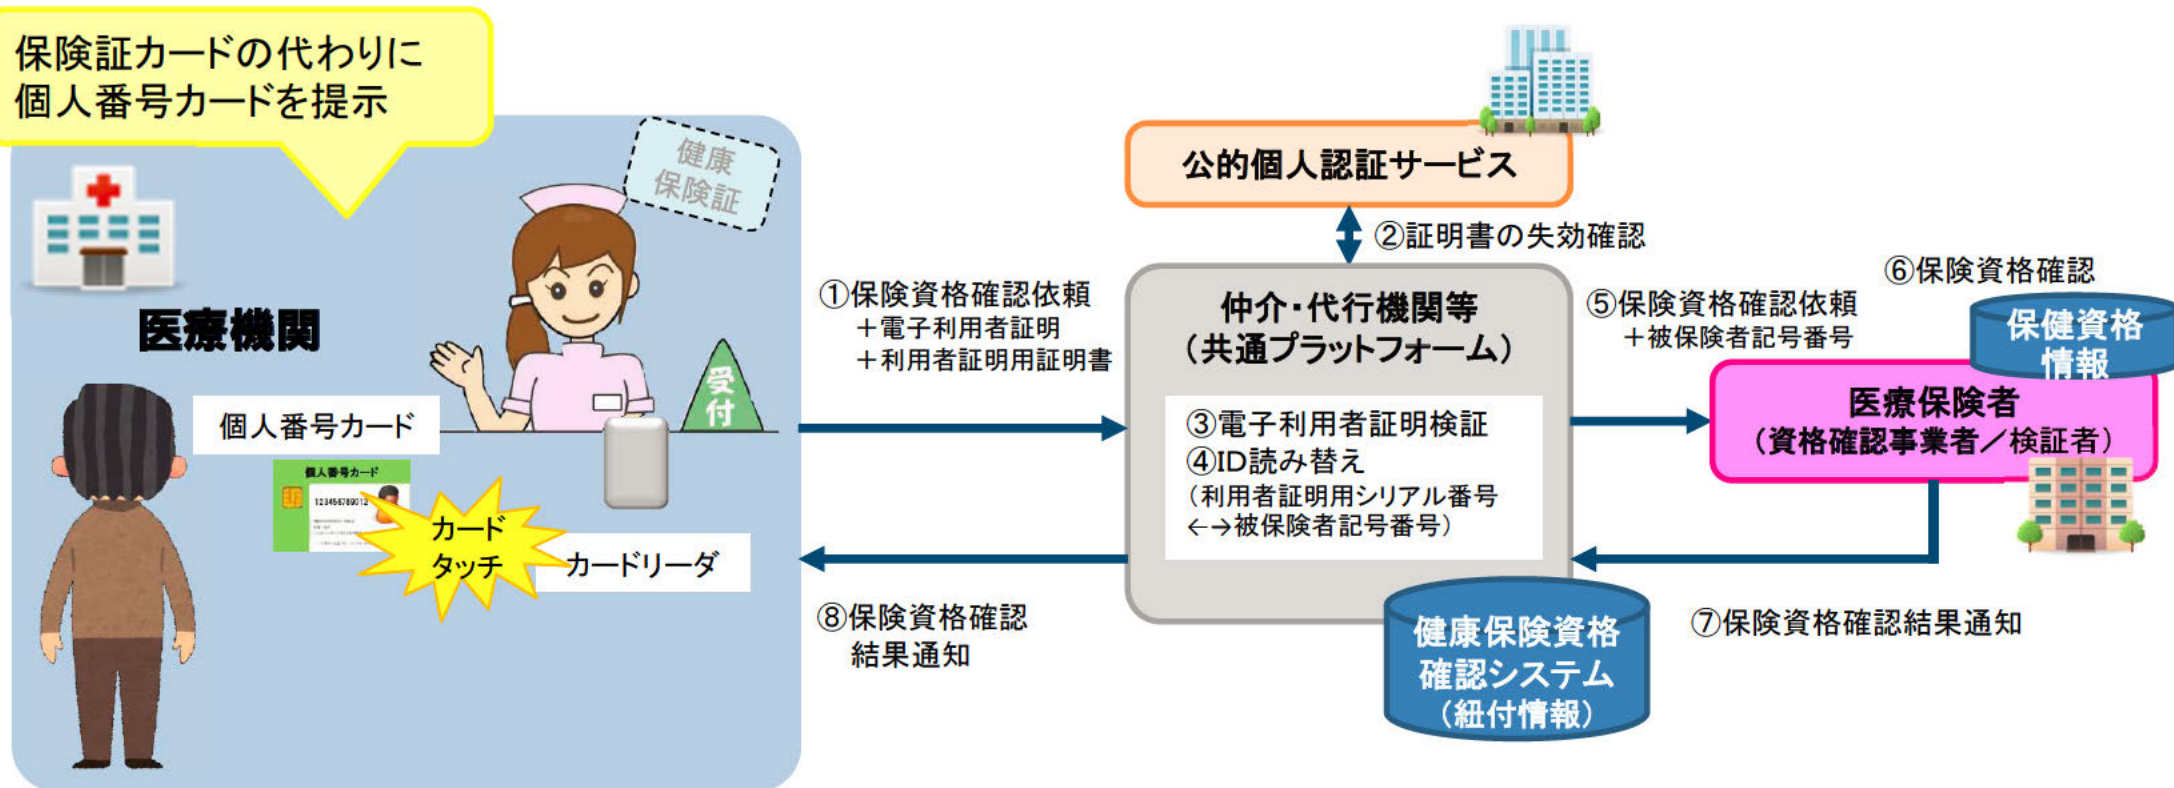 保険証カードの代わりに
個人番号カードを提示
健康
保険証
医療機関
受
付
個人番号カード
個人番号カード
123456789012
カード
タッチ
カードリーダ
①保険資格確認依頼
＋電子利用者証明
＋利用者証明用証明書
⑧保険資格確認
結果通知
公的個人認証サービス
②証明書の失効確認
仲介・代行機関等
（共通プラットフォーム）
③電子利用者証明検証
④ID読み替え
（利用者証明用シリアル番号
←→被保険者記号番号）
健康保険資格
確認システム
（紐付情報）
⑤保険資格確認依頼
＋被保険者記号番号
⑥保険資格確認
保健資格
情報
医療保険者
（資格確認事業者／検証者）
⑦保険資格確認結果通知